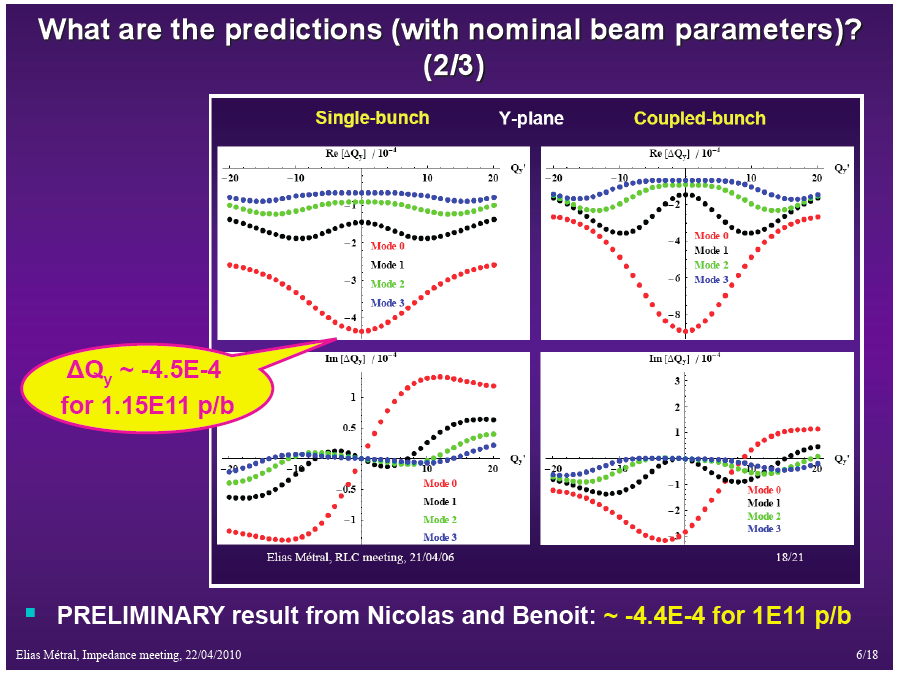 What are the predictions (with nominal beam parameters)?
(2/3)
Single-bunch Y-plane Coupled-bunch
Re [ΔQy] / 10⁻⁴
Qy'
−20 −10 10 20
−1
−2
−3
−4
Mode 0
Mode 1
Mode 2
Mode 3
Re [ΔQy] / 10⁻⁴
Qy'
−20 −10 10 20
−2
−4
−6
−8
Mode 0
Mode 1
Mode 2
Mode 3
ΔQy ~ -4.5E-4
for 1.15E11 p/b
Im [ΔQy] / 10⁻⁴
1
0.5
Qy'
−20 −10 10 20
−0.5
−1
Mode 0
Mode 1
Mode 2
Mode 3
Im [ΔQy] / 10⁻⁴
3
2
1
Qy'
−20 −10 10 20
−1
−2
−3
Mode 0
Mode 1
Mode 2
Mode 3
Elias Métral, RLC meeting, 21/04/06 18/21
PRELIMINARY result from Nicolas and Benoit: ~ -4.4E-4 for 1E11 p/b
Elias Métral, Impedance meeting, 22/04/2010 6/18